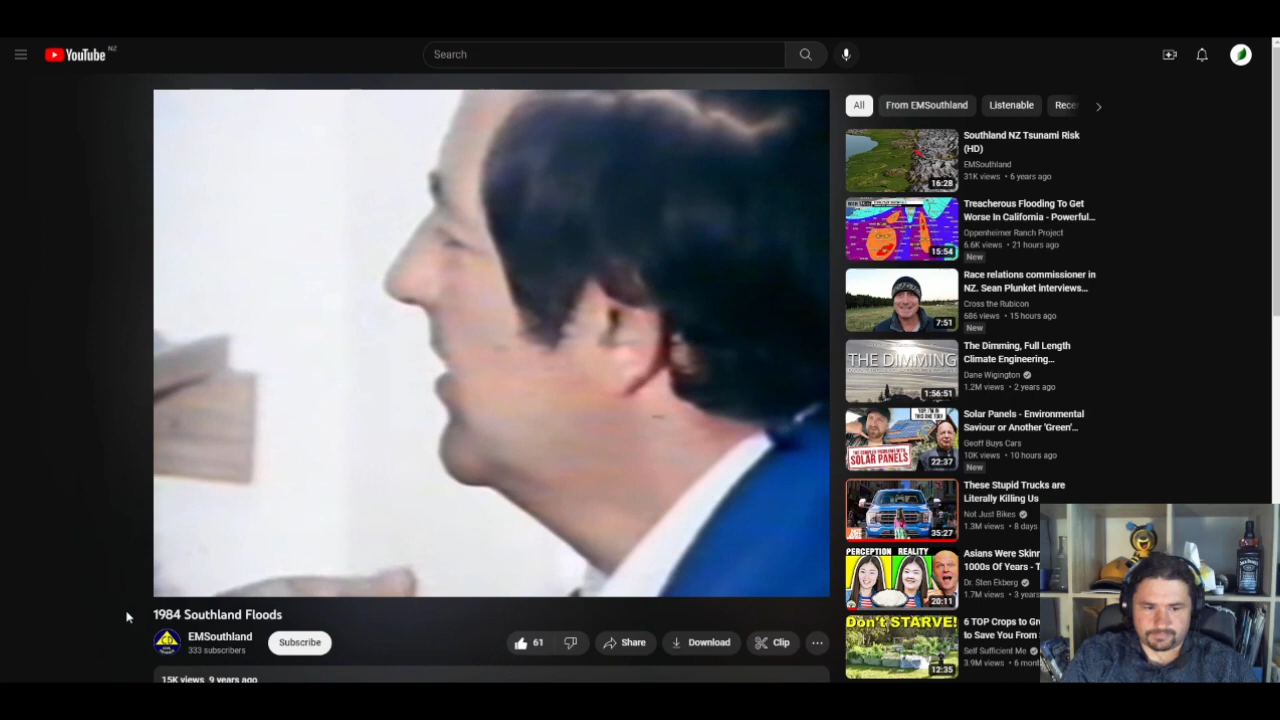 YouTube NZ
Search
All
From EMSouthland
Listenable
Recen
Southland NZ Tsunami Risk
(HD)
EMSouthland
31K views • 6 years ago
16:28
Treacherous Flooding To Get
Worse In California - Powerful...
Oppenheimer Ranch Project
6.6K views • 21 hours ago
New
15:54
Race relations commissioner in
NZ. Sean Plunket interviews...
Cross the Rubicon
686 views • 15 hours ago
New
7:51
THE DIMMING
1:56:51
The Dimming, Full Length
Climate Engineering...
Dane Wigington
1.2M views • 2 years ago
SOLAR PANELS
22:37
Solar Panels - Environmental
Saviour or Another 'Green'...
Geoff Buys Cars
10K views • 10 hours ago
New
35:27
These Stupid Trucks are
Literally Killing Us
Not Just Bikes
1.3M views • 8 days
PERCEPTION REALITY
20:11
Asians Were Skinn
1000s Of Years - T
Dr. Sten Ekberg
1.7M views • 3 years
Don't STARVE!
12:35
6 TOP Crops to Gr
to Save You From
Self Sufficient Me
3.9M views • 6 mont
1984 Southland Floods
EMSouthland
333 subscribers
Subscribe
61
Share
Download
Clip
15K views 9 years ago